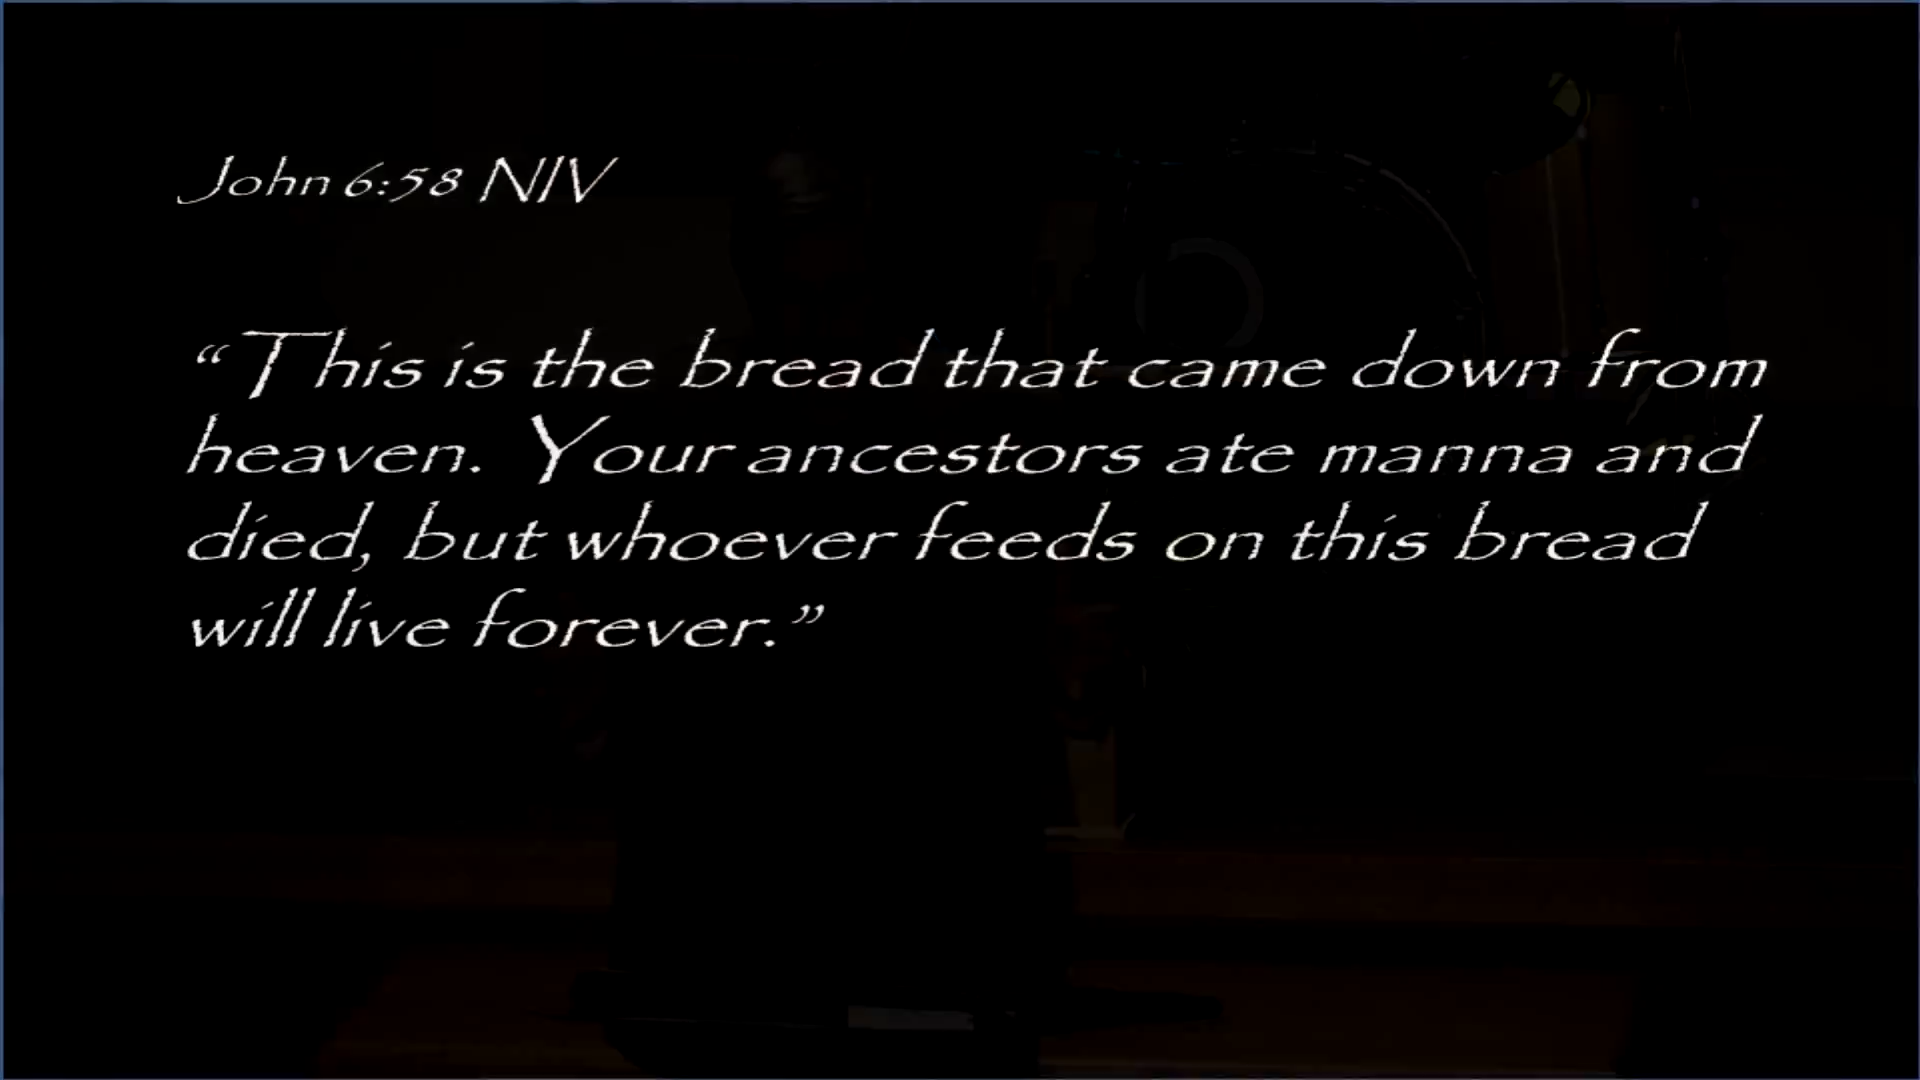 John 6:58 NIV
“This is the bread that came down from
heaven. Your ancestors ate manna and
died, but whoever feeds on this bread
will live forever.”